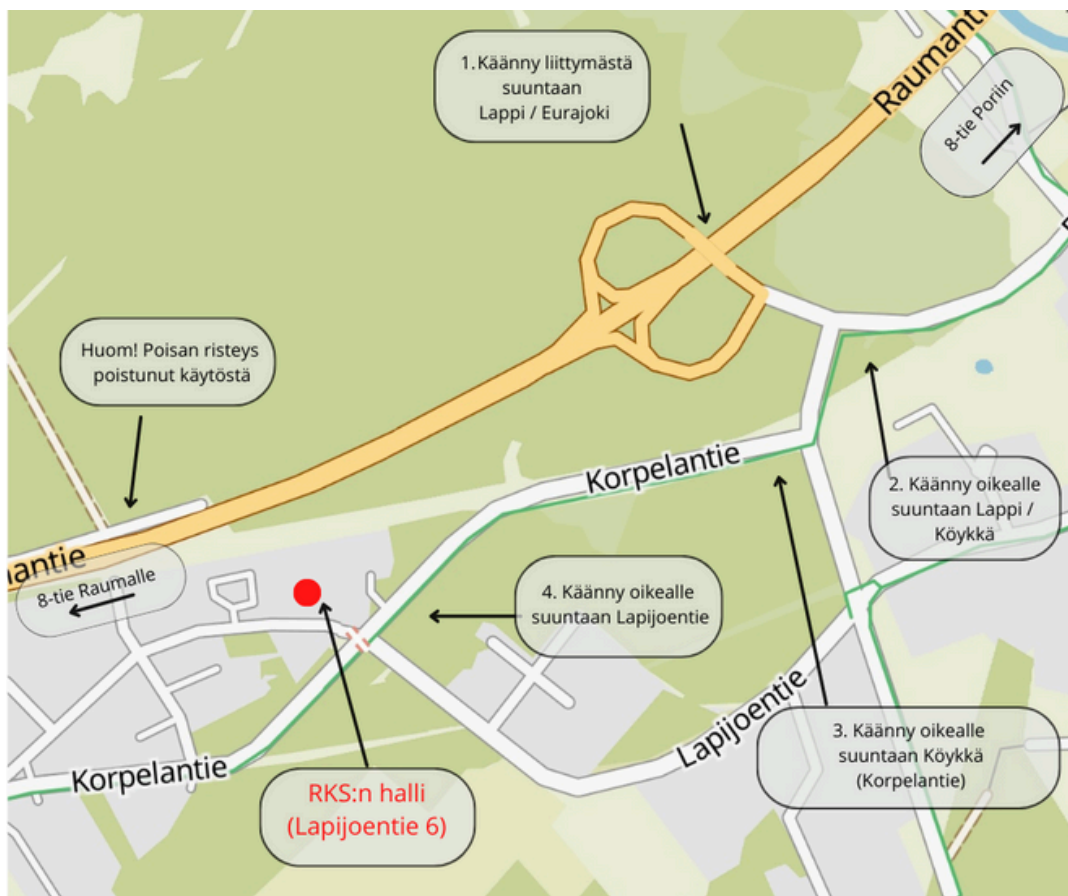 1.Käänny liittymästä
suuntaan
Lappi / Eurajoki
Raumanti
8-tie Poriin
Huom! Poisan risteys
poistunut käytöstä
Korpelantie
2. Käänny oikealle
suuntaan Lappi /
Köykkä
mantie
8-tie Raumalle
4. Käänny oikealle
suuntaan Lapijoentie
Lapijoentie
3. Käänny oikealle
suuntaan Köykkä
(Korpelantie)
Korpelantie
RKS:n halli
(Lapijoentie 6)